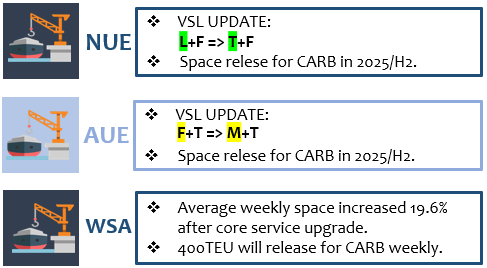 NUE
❖ VSL UPDATE:
L+F => T+F
❖ Space relese for CARB in 2025/H2.
AUE
❖ VSL UPDATE:
F+T => M+T
❖ Space relese for CARB in 2025/H2.
WSA
❖ Average weekly space increased 19.6%
after core service upgrade.
❖ 400TEU will release for CARB weekly.